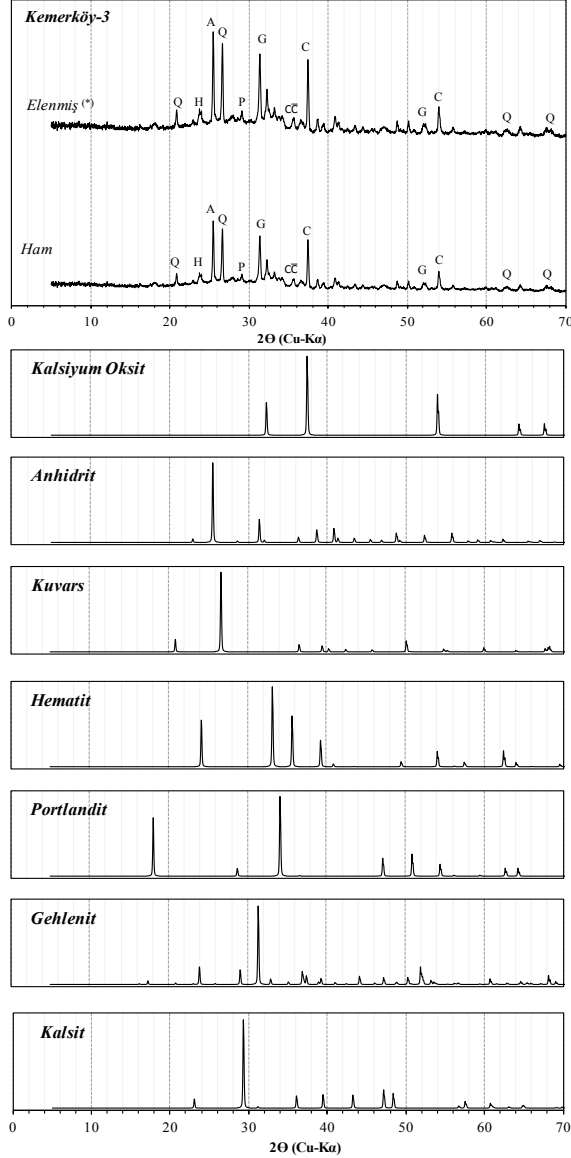 Kemerköy-3
A
Q
G
C
Elenmiş (*)
Q
H
P
CC̅
G
C
Q
Q
A
Q
G
C
Ham
Q
H
P
CC̅
G
C
Q
Q
0 10 20 30 40 50 60 70
2Θ (Cu-Kα)
Kalsiyum Oksit
Anhidrit
Kuvars
Hematit
Portlandit
Gehlenit
Kalsit
0 10 20 30 40 50 60 70
2Θ (Cu-Kα)